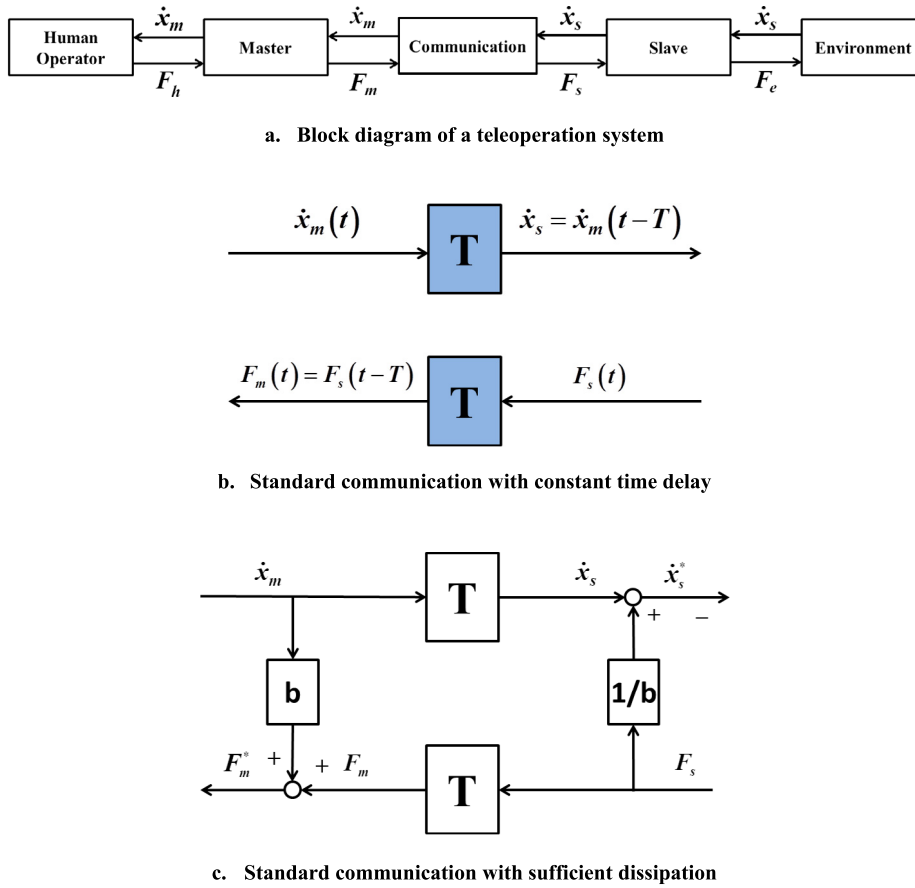 ẋₘ ẋₘ ẋₛ ẋₛ
Human Operator Master Communication Slave Environment
Fₕ Fₘ Fₛ Fₑ
a. Block diagram of a teleoperation system
ẋₘ(t) ẋₛ = ẋₘ(t−T)
T
Fₘ(t) = Fₛ(t−T) Fₛ(t)
T
b. Standard communication with constant time delay
ẋₘ ẋₛ ẋₛ*
T
+ −
b 1/b
Fₘ* + + Fₘ Fₛ
T
c. Standard communication with sufficient dissipation